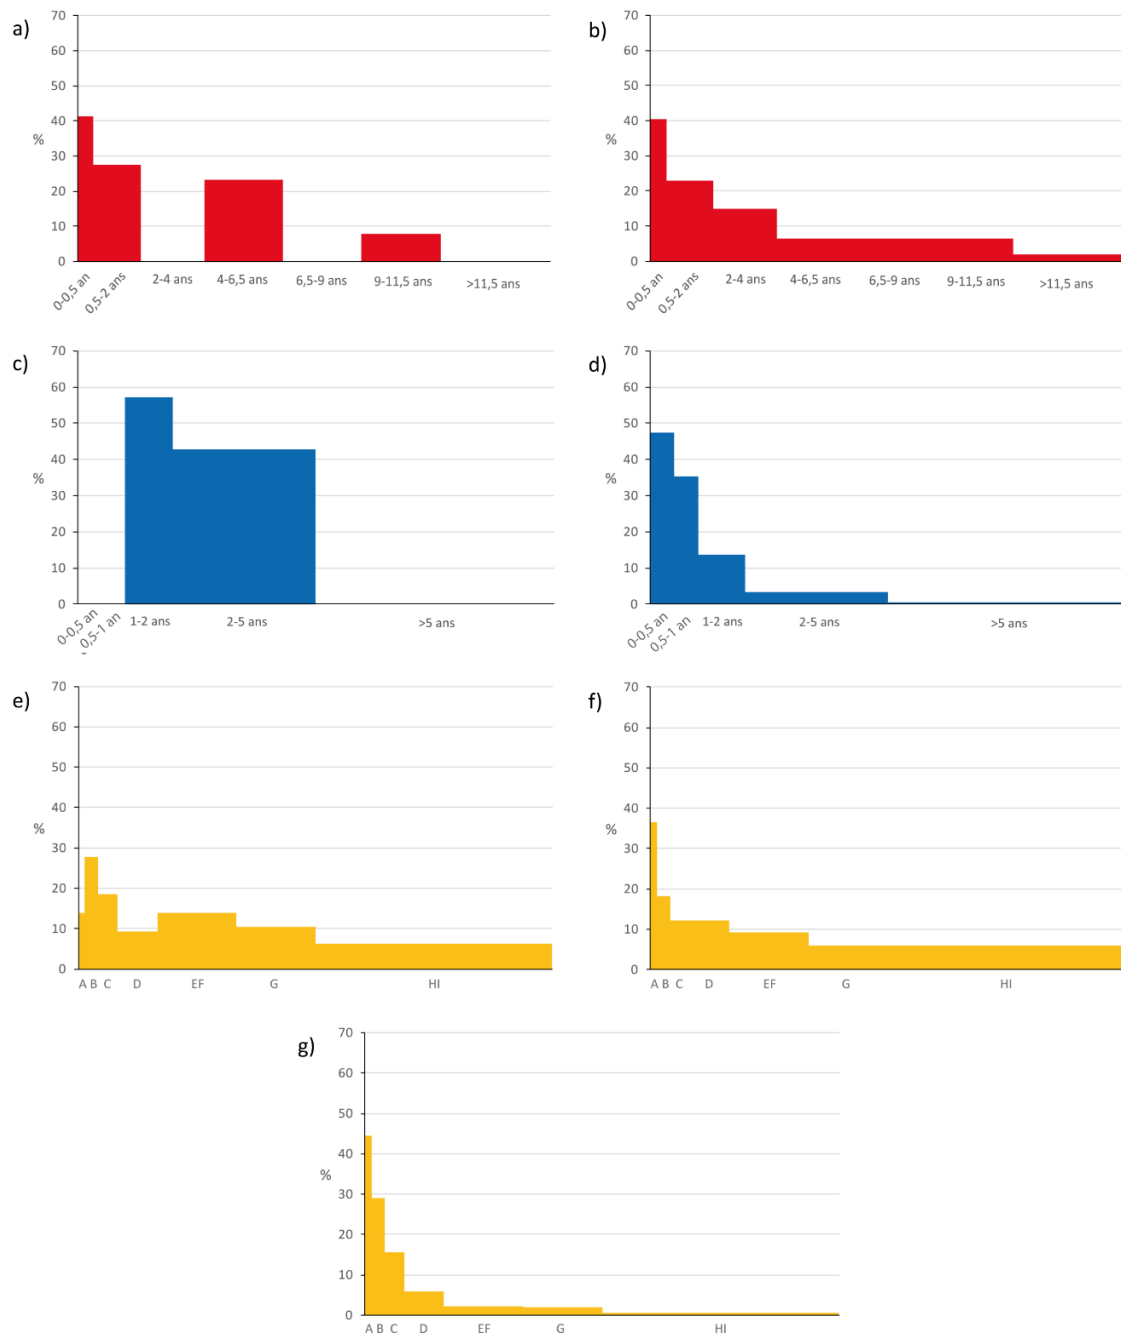 a)
70
60
50
40
%
30
20
10
0
0-0,5 an
0,5-2 ans
2-4 ans
4-6,5 ans
6,5-9 ans
9-11,5 ans
>11,5 ans
b)
70
60
50
40
%
30
20
10
0
0-0,5 an
0,5-2 ans
2-4 ans
4-6,5 ans
6,5-9 ans
9-11,5 ans
>11,5 ans
c)
70
60
50
40
%
30
20
10
0
0-0,5 an
0,5-1 an
1-2 ans
2-5 ans
>5 ans
d)
70
60
50
40
%
30
20
10
0
0-0,5 an
0,5-1 an
1-2 ans
2-5 ans
>5 ans
e)
70
60
50
40
%
30
20
10
0
A B C D EF G HI
f)
70
60
50
40
%
30
20
10
0
A B C D EF G HI
g)
70
60
50
40
%
30
20
10
0
A B C D EF G HI